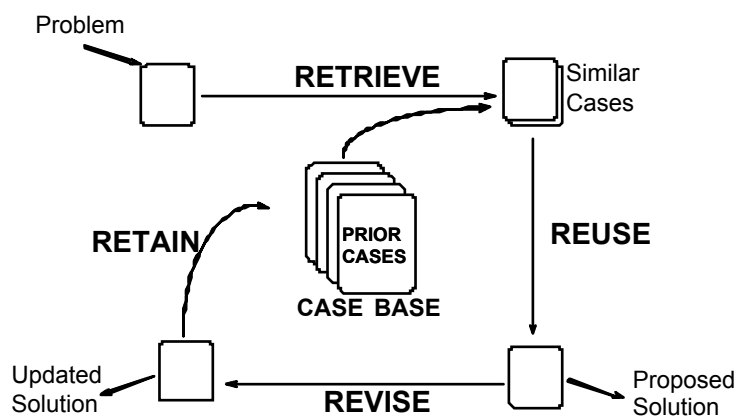 Problem
RETRIEVE
Similar
Cases
RETAIN
PRIOR
CASES
REUSE
CASE BASE
Updated
Solution
REVISE
Proposed
Solution